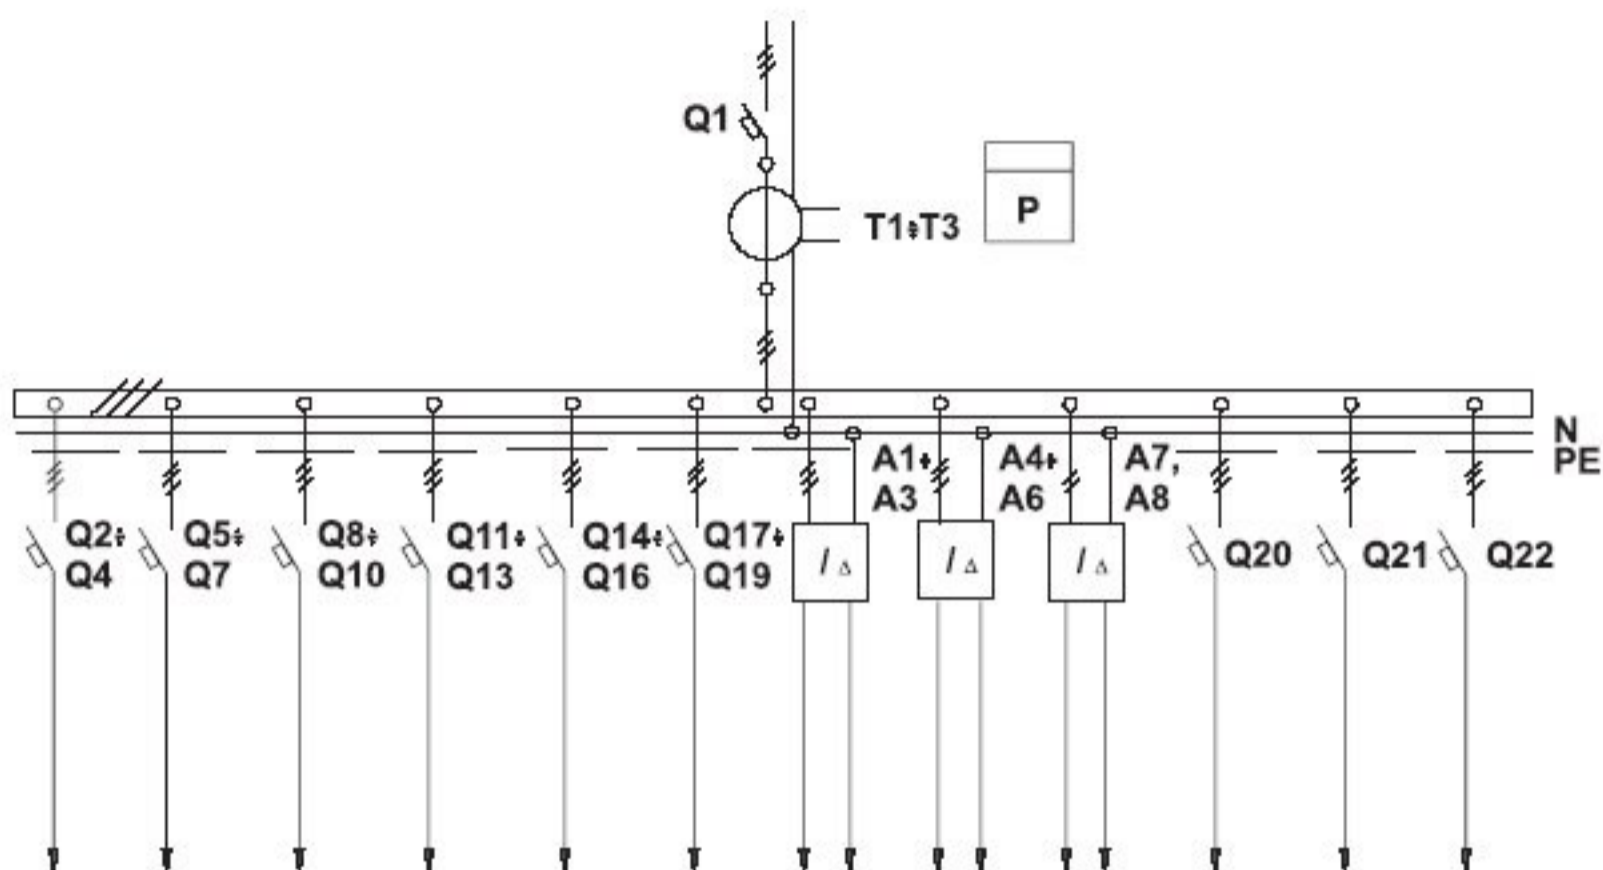 Q1
P
T1÷T3
N
PE
A1÷
A3
A4÷
A6
A7,
A8
Q2÷
Q4
Q5÷
Q7
Q8÷
Q10
Q11÷
Q13
Q14÷
Q16
Q17÷
Q19
I Δ
I Δ
I Δ
Q20
Q21
Q22